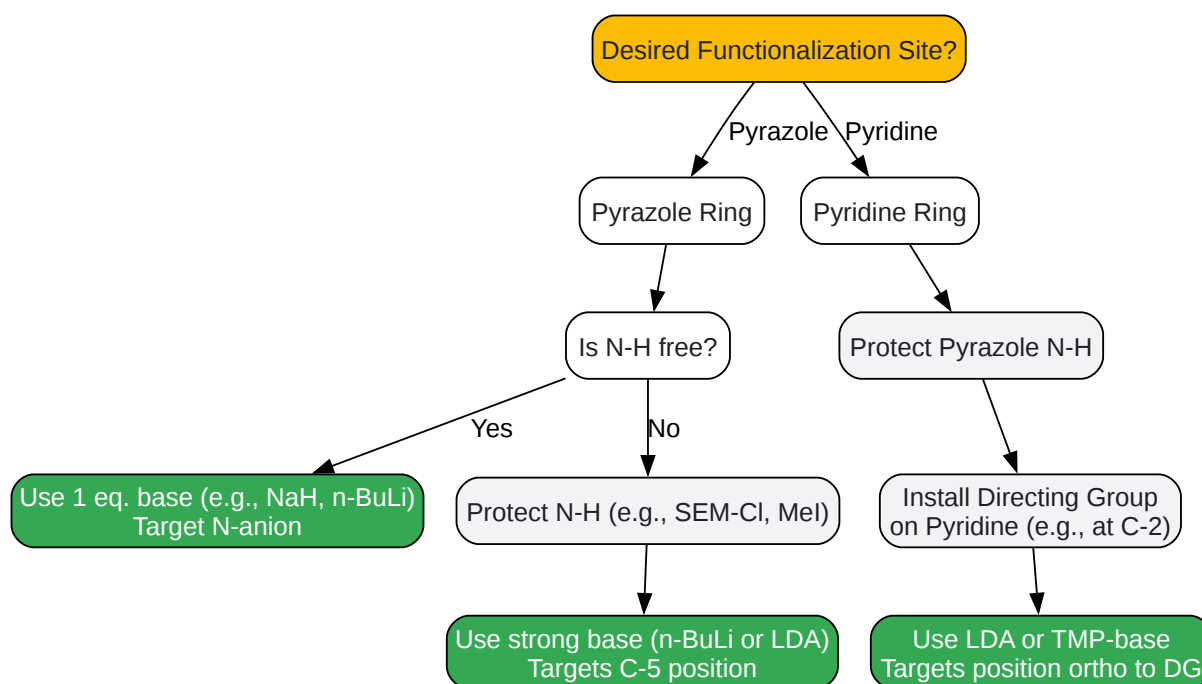 Desired Functionalization Site?
Pyrazole
Pyridine
Pyrazole Ring
Pyridine Ring
Is N-H free?
Protect Pyrazole N-H
Yes
No
Use 1 eq. base (e.g., NaH, n-BuLi)
Target N-anion
Protect N-H (e.g., SEM-Cl, MeI)
Install Directing Group
on Pyridine (e.g., at C-2)
Use strong base (n-BuLi or LDA)
Targets C-5 position
Use LDA or TMP-base
Targets position ortho to DG